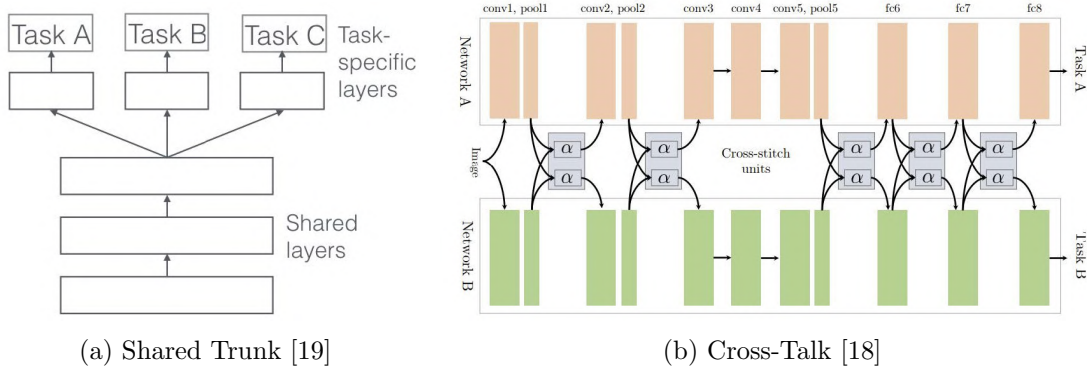 Task A
Task B
Task C
Task-
specific
layers
Shared
layers
(a) Shared Trunk [19]
conv1, pool1
conv2, pool2
conv3
conv4
conv5, pool5
fc6
fc7
fc8
Network A
Task A
Image
α
α
α
α
Cross-stitch
units
α
α
α
α
α
α
Network B
Task B
(b) Cross-Talk [18]